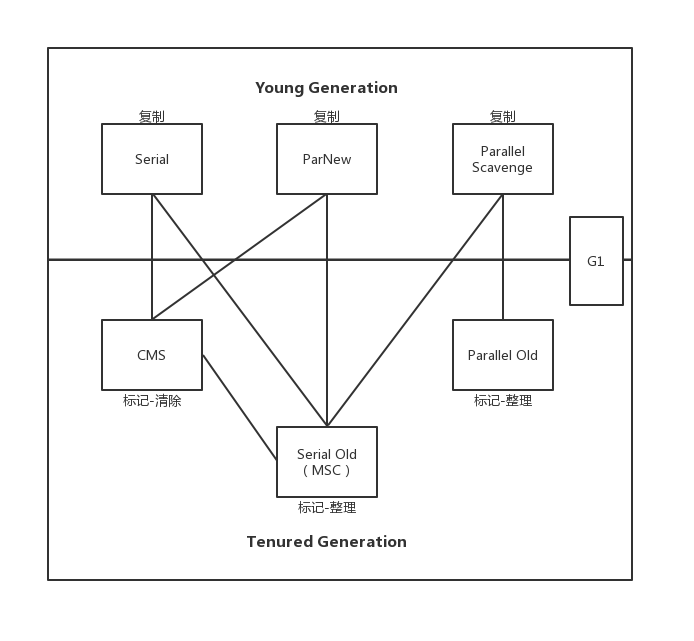 Young Generation
复制
复制
复制
Serial
ParNew
Parallel
Scavenge
G1
CMS
Parallel Old
标记-清除
标记-整理
Serial Old
( MSC )
标记-整理
Tenured Generation